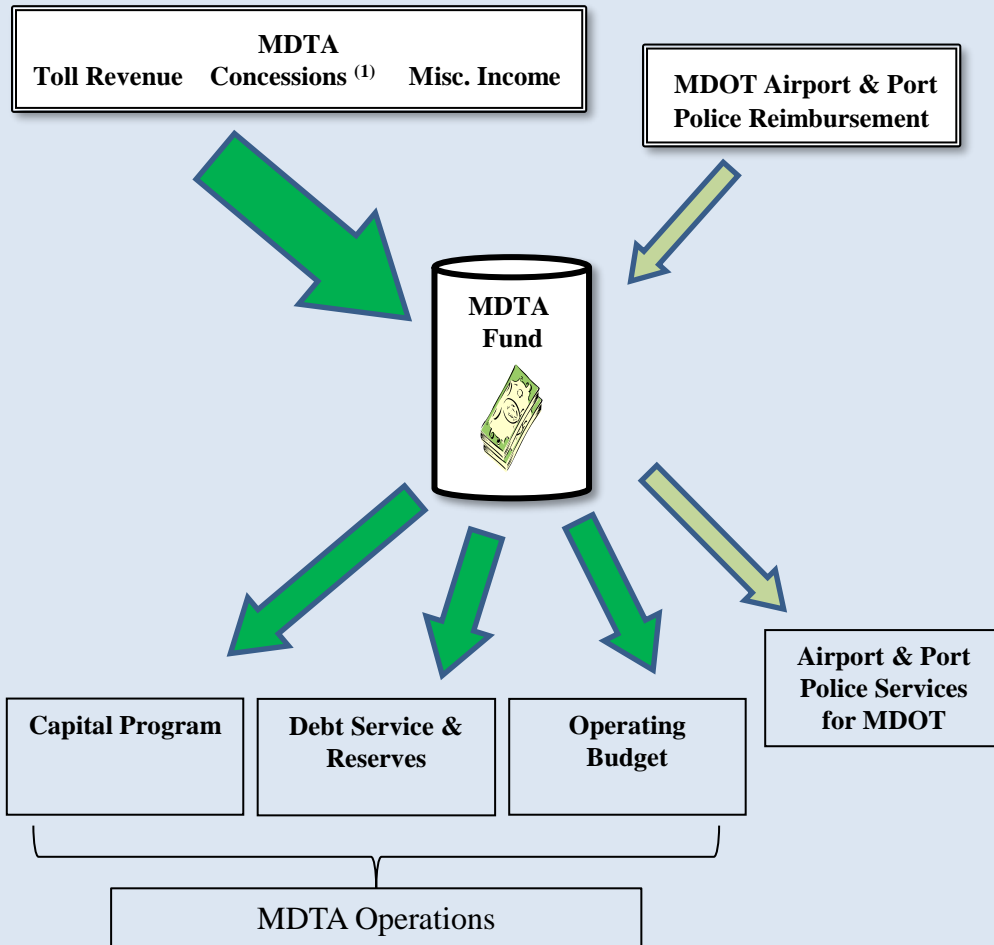 MDTA
Toll Revenue Concessions (1) Misc. Income
MDOT Airport & Port
Police Reimbursement
MDTA
Fund
Capital Program
Debt Service &
Reserves
Operating
Budget
Airport & Port
Police Services
for MDOT
MDTA Operations